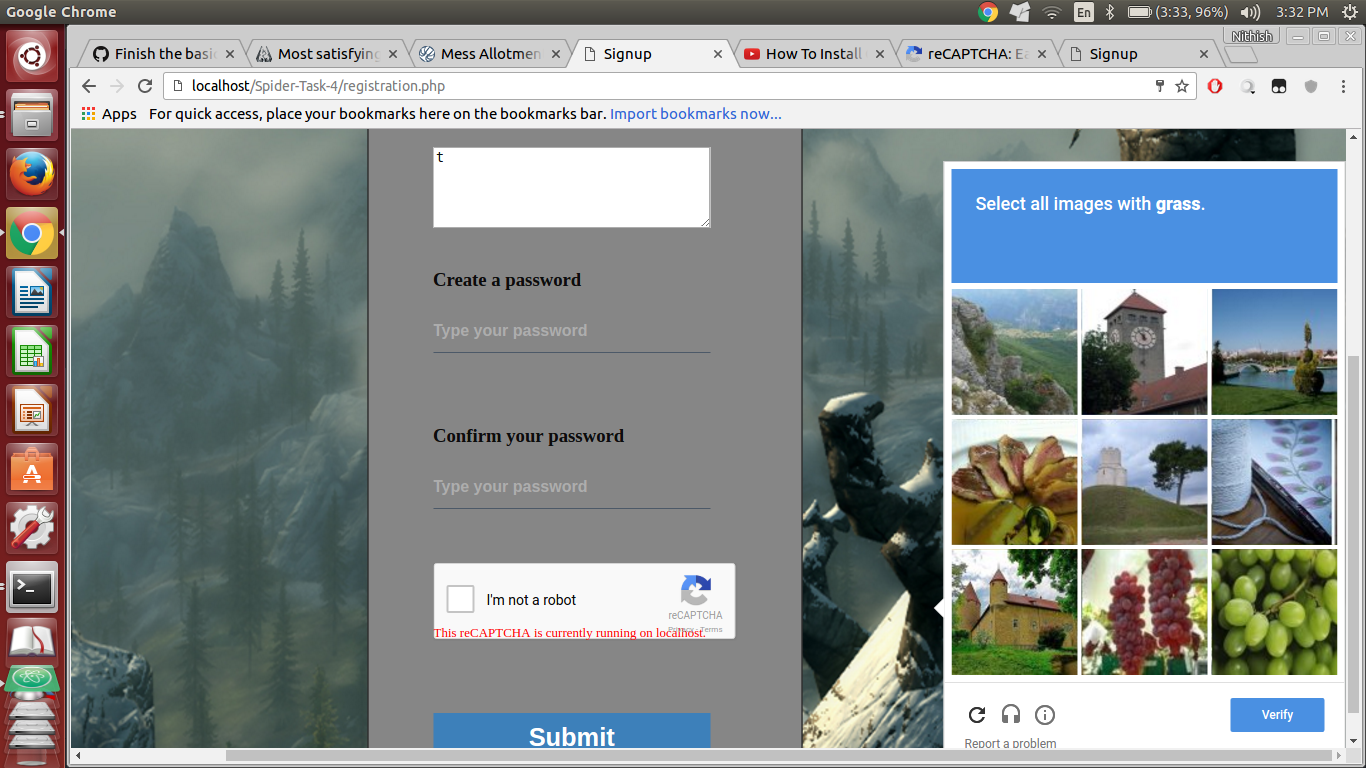 Google Chrome
En
(3:33, 96%)
3:32 PM
Nithish
Finish the basi
Most satisfying
Mess Allotmen
Signup
How To Install
reCAPTCHA: Ea
Signup
localhost/Spider-Task-4/registration.php
Apps
For quick access, place your bookmarks here on the bookmarks bar. Import bookmarks now...
t
Create a password
Type your password
Confirm your password
Type your password
I'm not a robot
reCAPTCHA
Privacy - Terms
This reCAPTCHA is currently running on localhost.
Submit
Select all images with grass.
Verify
Report a problem